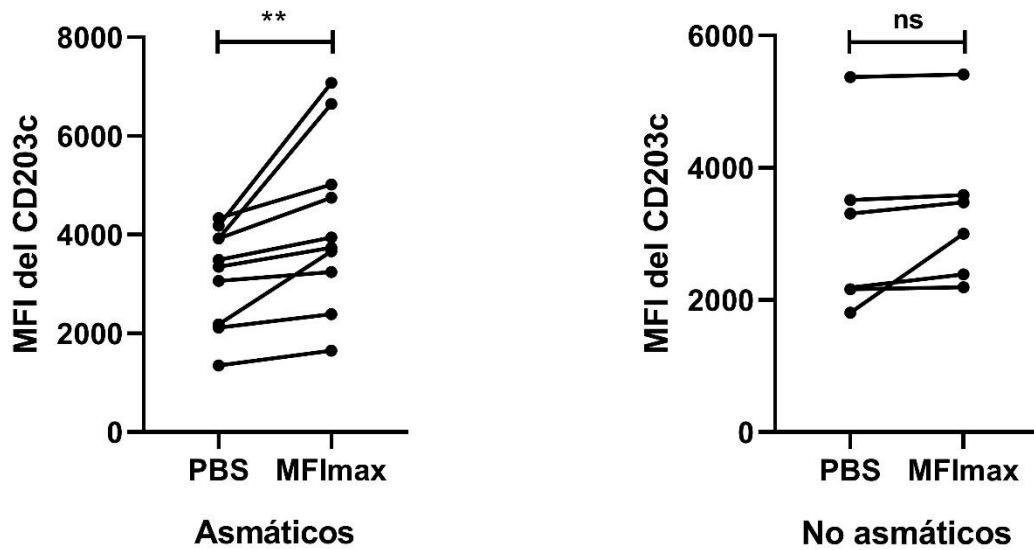 **
8000
6000
4000
2000
0
MFI del CD203c
PBS MFImax
Asmáticos
ns
6000
4000
2000
0
MFI del CD203c
PBS MFImax
No asmáticos